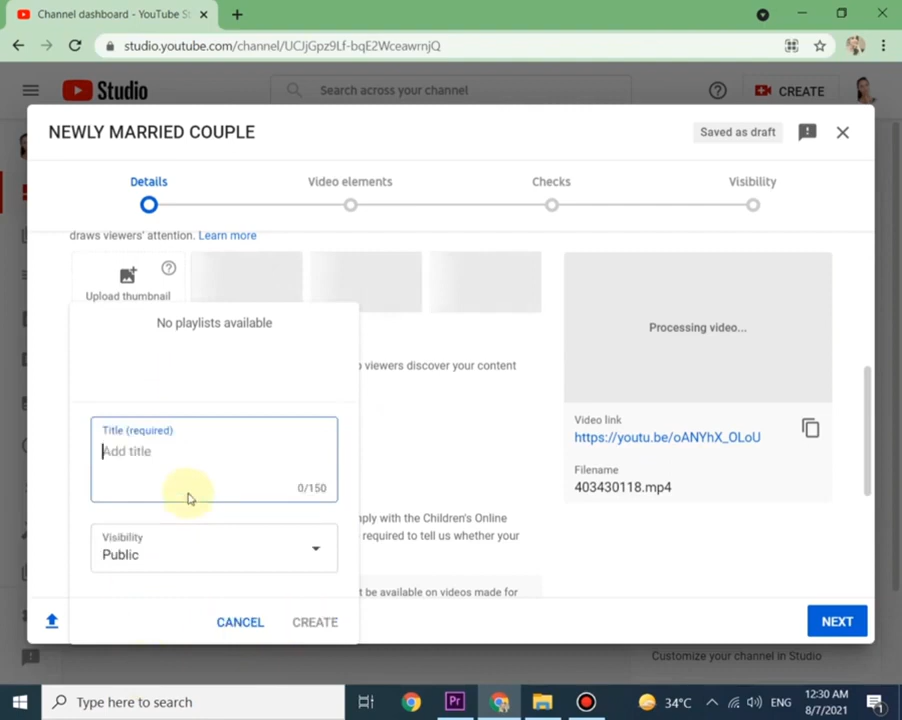 Channel dashboard - YouTube St
studio.youtube.com/channel/UCJjGpz9Lf-bqE2WceawrnjQ
Studio
Search across your channel
CREATE
NEWLY MARRIED COUPLE
Saved as draft
Details
Video elements
Checks
Visibility
draws viewers' attention. Learn more
Upload thumbnail
No playlists available
Processing video...
viewers discover your content
Title (required)
Add title
0/150
Video link
https://youtu.be/oANYhX_OLoU
Filename
403430118.mp4
mply with the Children's Online
required to tell us whether your
Visibility
Public
t be available on videos made for
CANCEL
CREATE
NEXT
Customize your channel in Studio
Type here to search
Pr
34°C
ENG
12:30 AM
8/7/2021
1